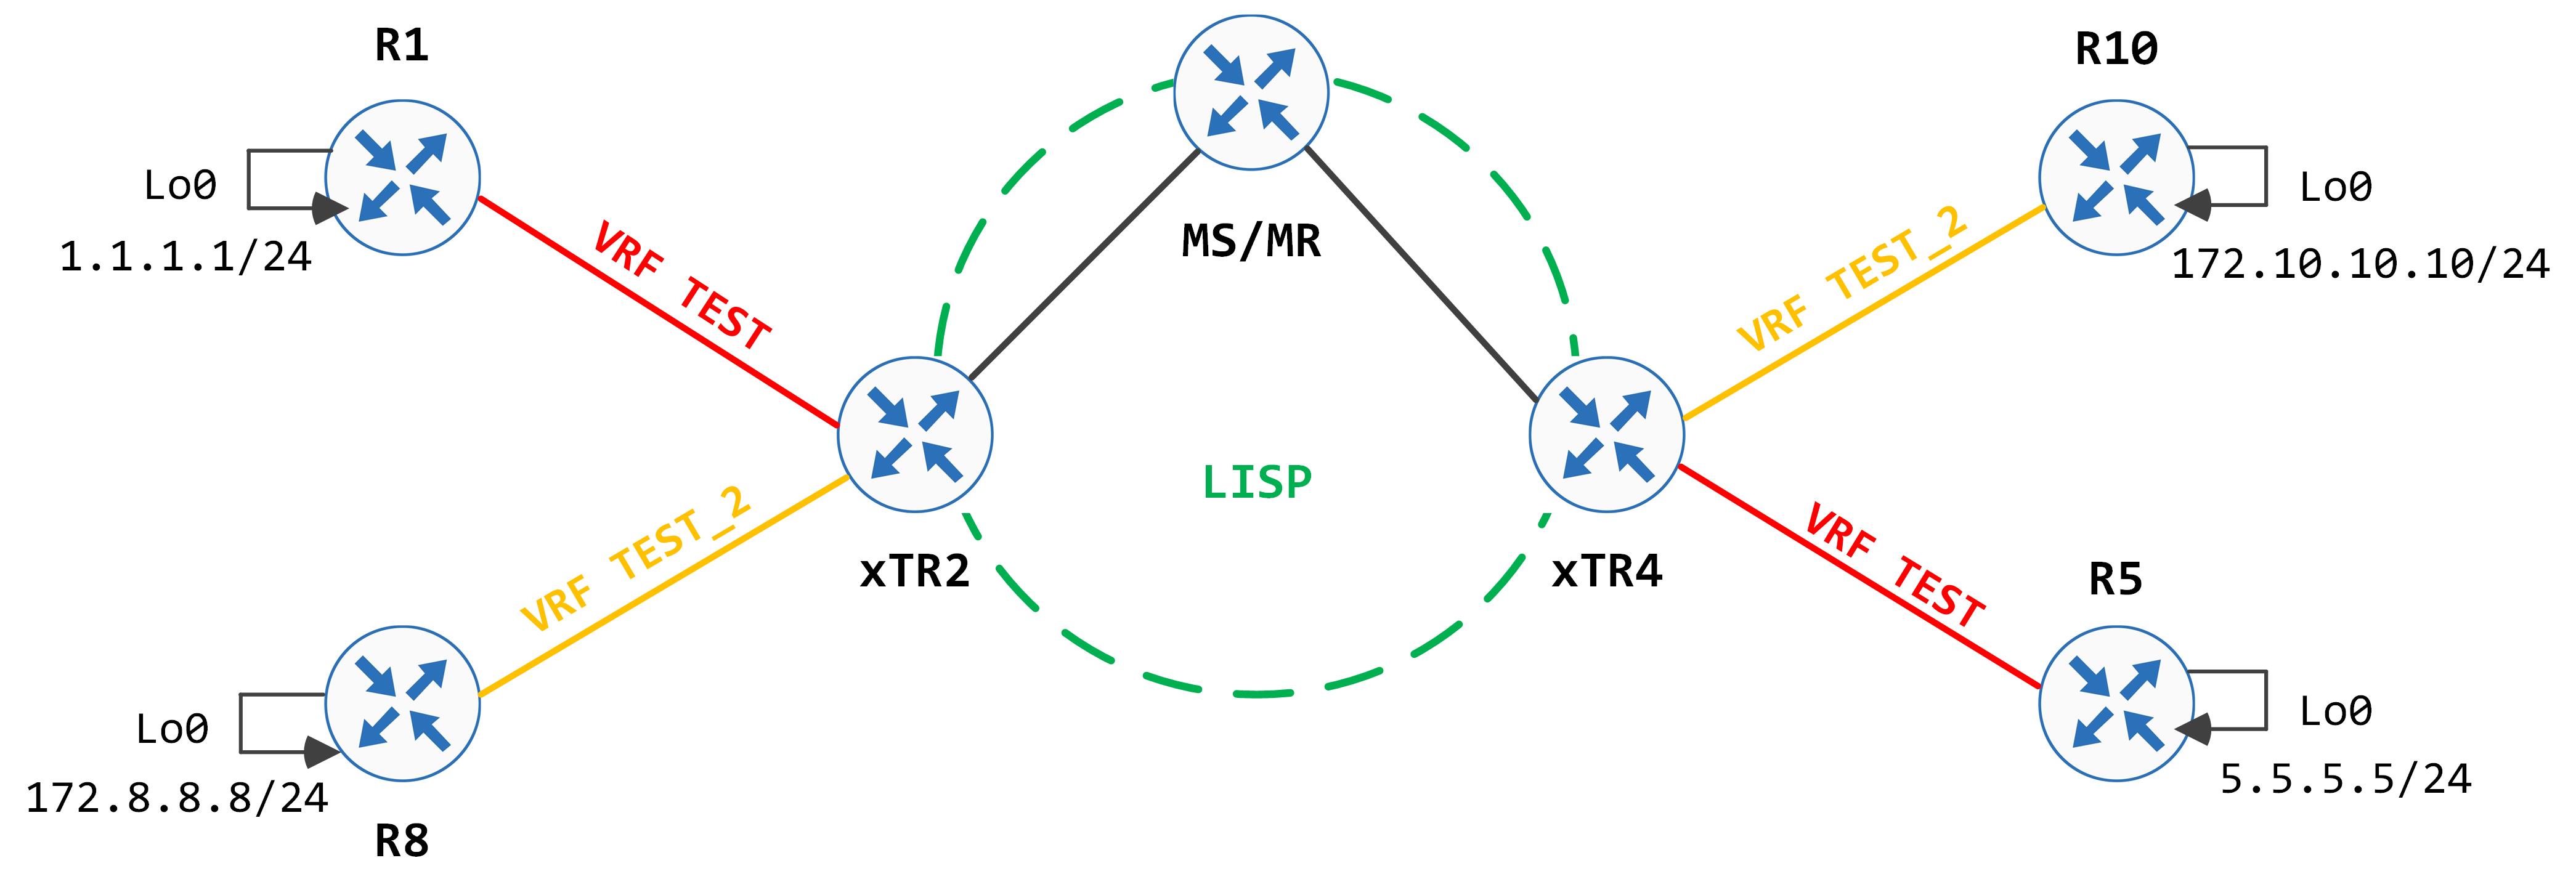 R1
R10
Lo0
1.1.1.1/24
VRF TEST
MS/MR
VRF TEST_2
Lo0
172.10.10.10/24
LISP
xTR2
xTR4
VRF TEST_2
VRF TEST
R5
Lo0
172.8.8.8/24
R8
Lo0
5.5.5.5/24